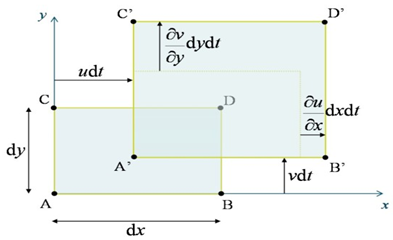 y
C'
D'
∂v/∂y dydt
udt
C
D
∂u/∂x dxdt
dy
A'
B'
vdt
A
B
x
dx